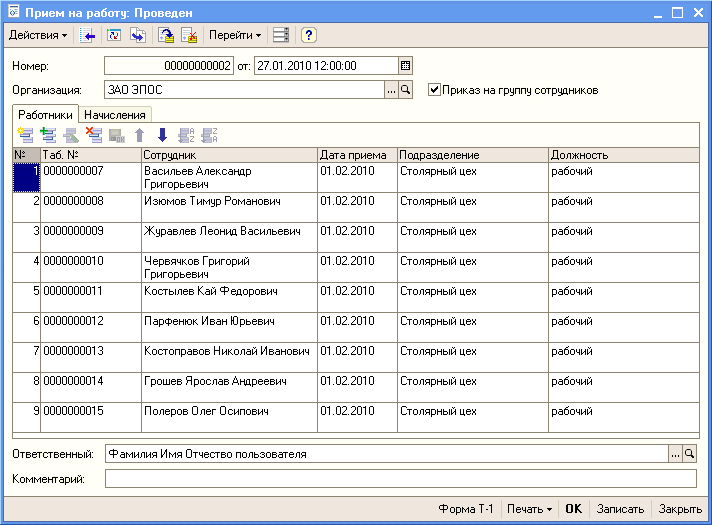 Прием на работу: Проведен
Действия Перейти
Номер: 00000000002 от: 27.01.2010 12:00:00
Организация: ЗАО ЭПОС ... Приказ на группу сотрудников
Работники Начисления
№ Таб. № Сотрудник Дата приема Подразделение Должность
1 0000000007 Васильев Александр 01.02.2010 Столярный цех рабочий
Григорьевич
2 0000000008 Изюмов Тимур Романович 01.02.2010 Столярный цех рабочий
3 0000000009 Журавлев Леонид Васильевич 01.02.2010 Столярный цех рабочий
4 0000000010 Червячков Григорий 01.02.2010 Столярный цех рабочий
Григорьевич
5 0000000011 Костылев Кай Федорович 01.02.2010 Столярный цех рабочий
6 0000000012 Парфенюк Иван Юрьевич 01.02.2010 Столярный цех рабочий
7 0000000013 Костоправов Николай Иванович 01.02.2010 Столярный цех рабочий
8 0000000014 Грошев Ярослав Андреевич 01.02.2010 Столярный цех рабочий
9 0000000015 Полеров Олег Осипович 01.02.2010 Столярный цех рабочий
Ответственный: Фамилия Имя Отчество пользователя ...
Комментарий:
Форма Т-1 Печать OK Записать Закрыть